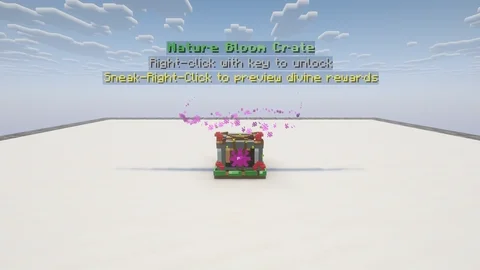 Nature Bloom Crate
Right-click with key to unlock
Sneak-Right-Click to preview divine rewards